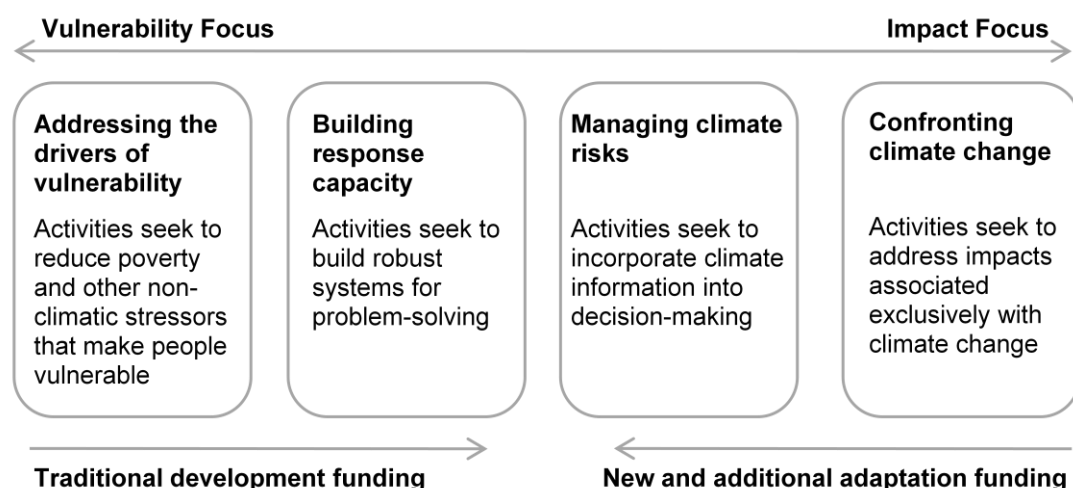 Vulnerability Focus
Impact Focus
Addressing the
drivers of
vulnerability
Activities seek to
reduce poverty
and other non-
climatic stressors
that make people
vulnerable
Building
response
capacity
Activities seek to
build robust
systems for
problem-solving
Managing climate
risks
Activities seek to
incorporate climate
information into
decision-making
Confronting
climate change
Activities seek to
address impacts
associated
exclusively with
climate change
Traditional development funding
New and additional adaptation funding